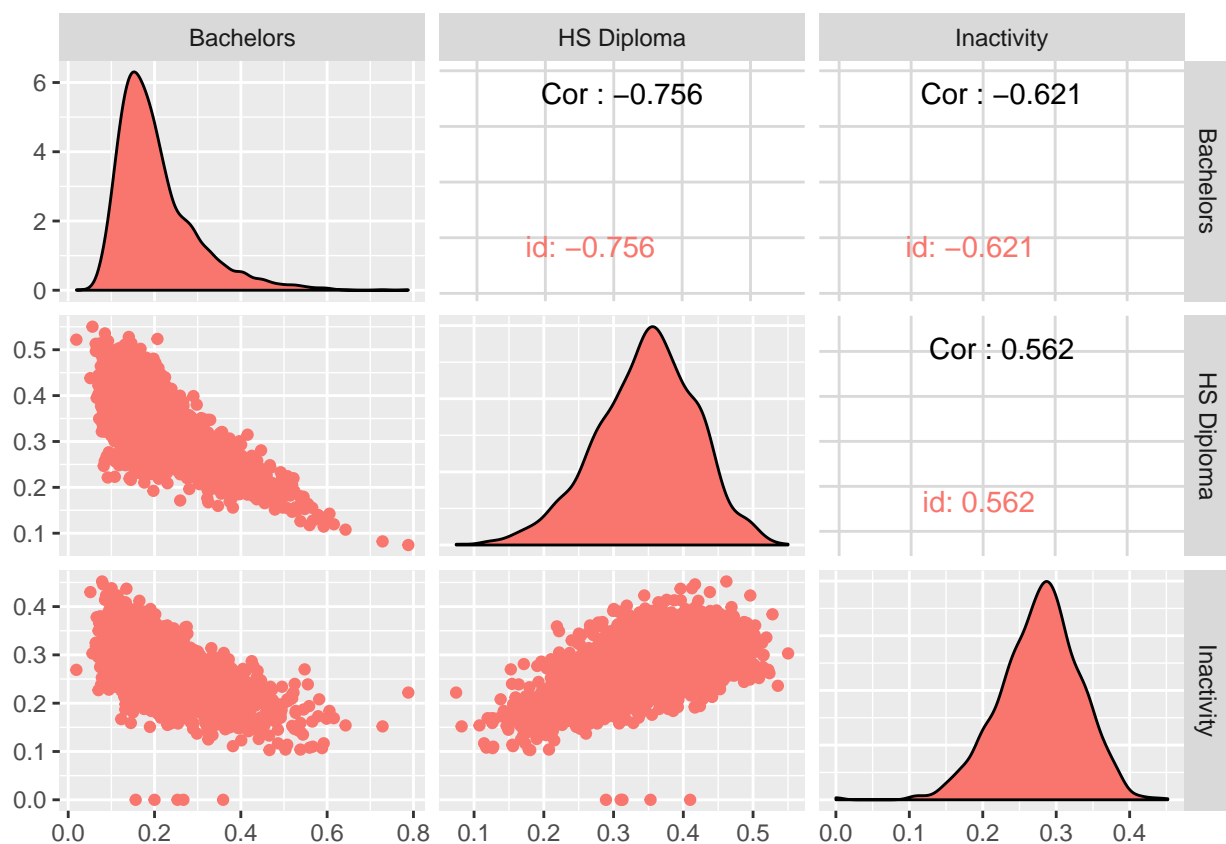 Bachelors
HS Diploma
Inactivity
6
4
2
0
Cor : −0.756
id: −0.756
Cor : −0.621
id: −0.621
Bachelors
0.5
0.4
0.3
0.2
0.1
Cor : 0.562
id: 0.562
HS Diploma
0.4
0.3
0.2
0.1
0.0
Inactivity
0.0 0.2 0.4 0.6 0.8
0.1 0.2 0.3 0.4 0.5
0.0 0.1 0.2 0.3 0.4